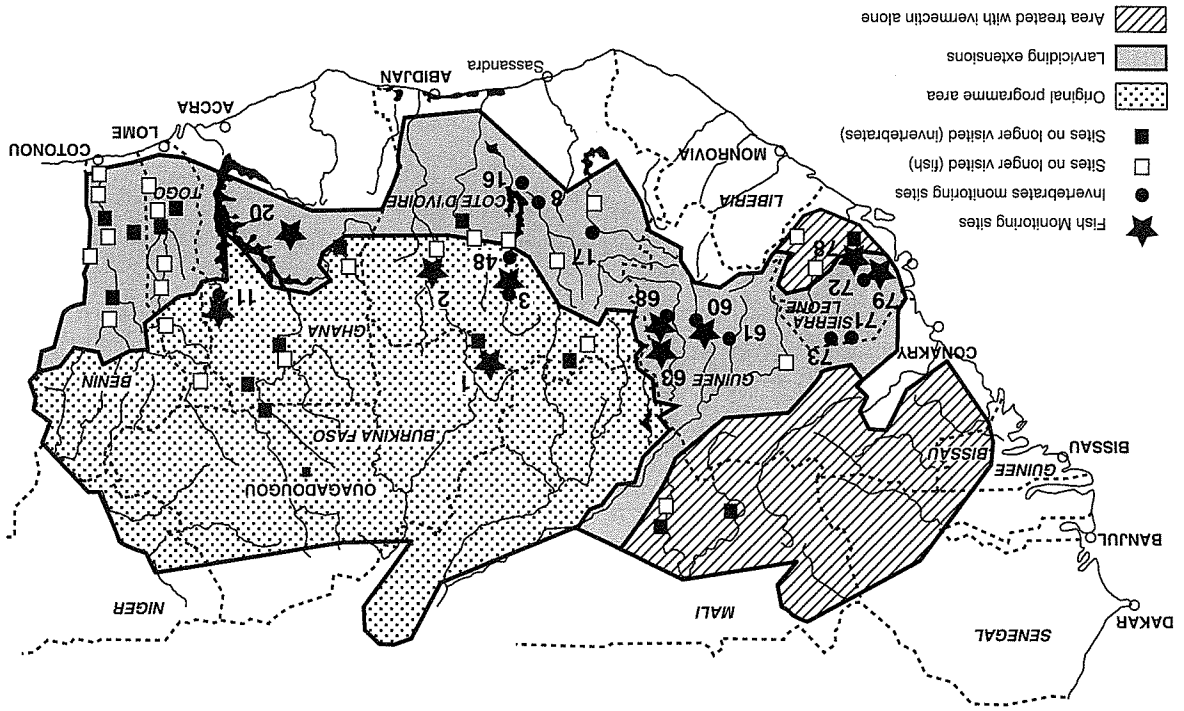 SENEGAL
DAKAR
MALI
NIGER
BANJUL
GUINEE
BISSAU
BISSAU
OUAGADOUGOU
BURKINA FASO
BENIN
GUINEE
CONAKRY
63
1
73
61
71
SIERRA
LEONE
60
68
GHANA
79
72
3
2
11
48
78
17
20
LIBERIA
8
COTE D'IVOIRE
16
TOGO
MONROVIA
COTONOU
LOME
ACCRA
ABIDJAN
Sassandra
Fish Monitoring sites
Invertebrates monitoring sites
Sites no longer visited (fish)
Sites no longer visited (invertebrates)
Original programme area
Larviciding extensions
Area treated with ivermectin alone